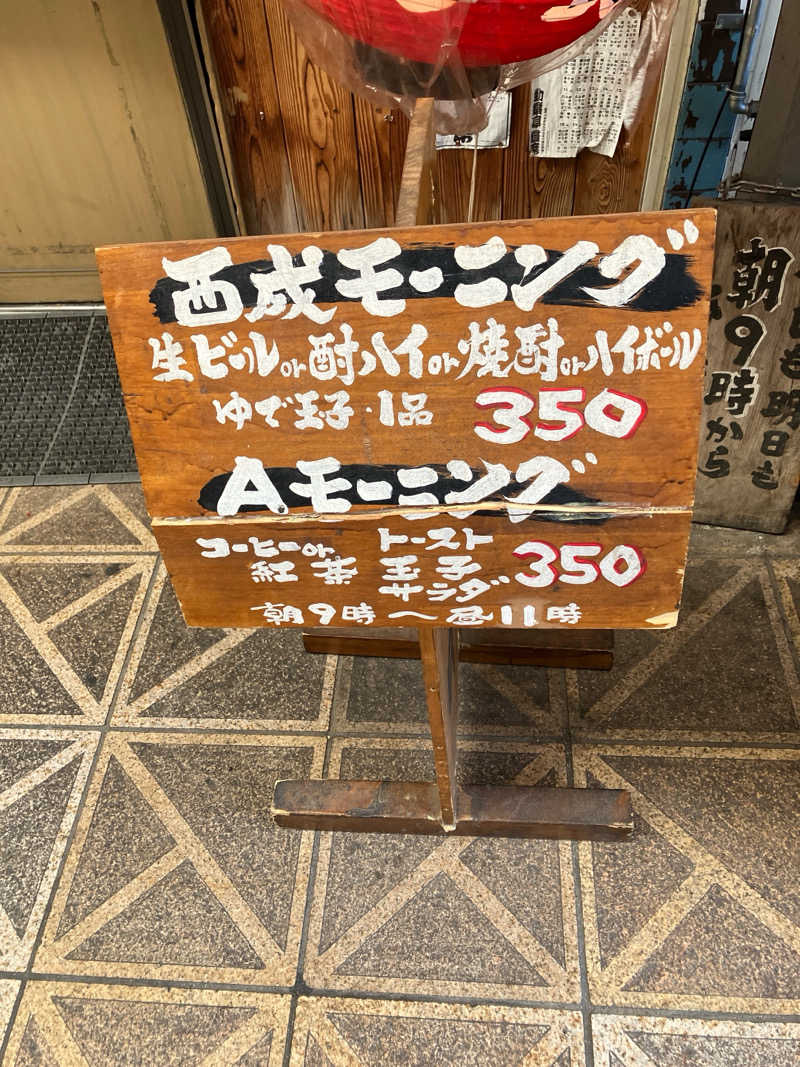 西成モーニング"
生ビールor酎ハイor焼酎orハイボール
ゆで玉子・1品 350
A.モーニング"
コーヒーor トースト
紅茶 玉子 350
サラダ
朝9時〜昼11時
朝9時から
日も明日も